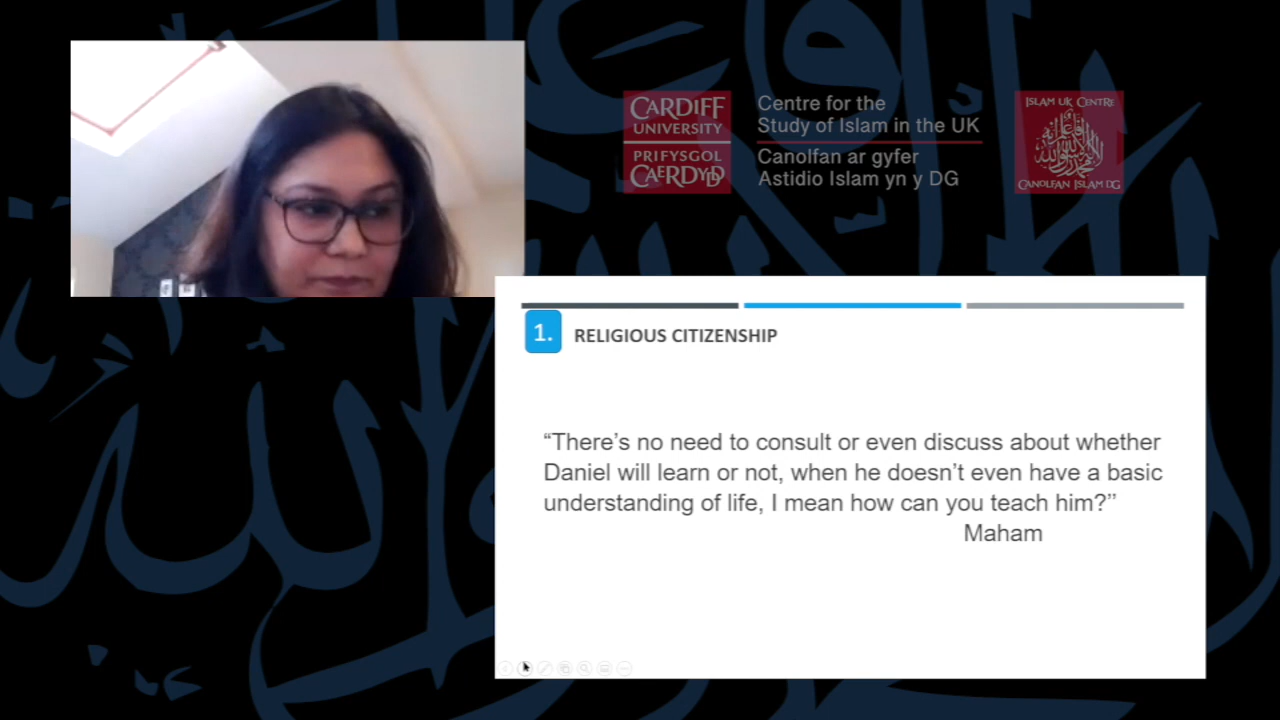 CARDIFF
UNIVERSITY
PRIFYSGOL
CAERDYDD
Centre for the
Study of Islam in the UK
Canolfan ar gyfer
Astidio Islam yn y DG
ISLAM UK CENTRE
CANOLFAN ISLAM DG
1. RELIGIOUS CITIZENSHIP
“There’s no need to consult or even discuss about whether
Daniel will learn or not, when he doesn’t even have a basic
understanding of life, I mean how can you teach him?’’
Maham